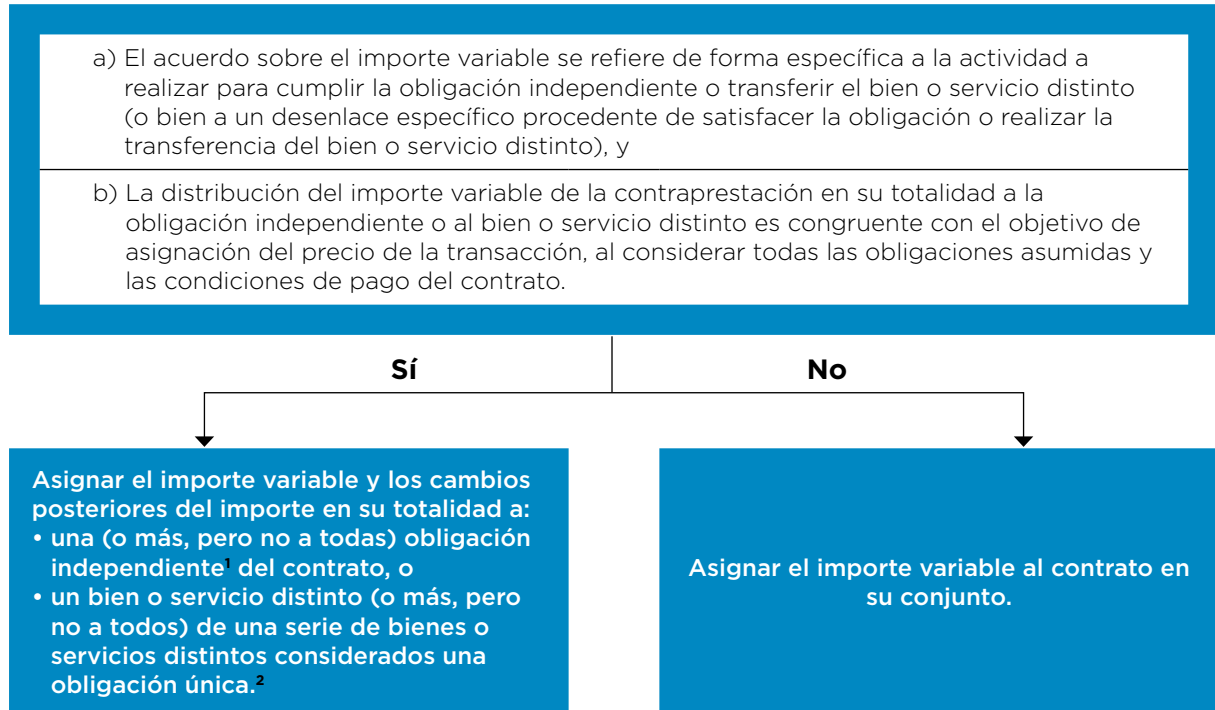 a) El acuerdo sobre el importe variable se refiere de forma específica a la actividad a
realizar para cumplir la obligación independiente o transferir el bien o servicio distinto
(o bien a un desenlace específico procedente de satisfacer la obligación o realizar la
transferencia del bien o servicio distinto), y
b) La distribución del importe variable de la contraprestación en su totalidad a la
obligación independiente o al bien o servicio distinto es congruente con el objetivo de
asignación del precio de la transacción, al considerar todas las obligaciones asumidas y
las condiciones de pago del contrato.
Sí
No
Asignar el importe variable y los cambios
posteriores del importe en su totalidad a:
• una (o más, pero no a todas) obligación
independiente¹ del contrato, o
• un bien o servicio distinto (o más, pero
no a todos) de una serie de bienes o
servicios distintos considerados una
obligación única.²
Asignar el importe variable al contrato en
su conjunto.